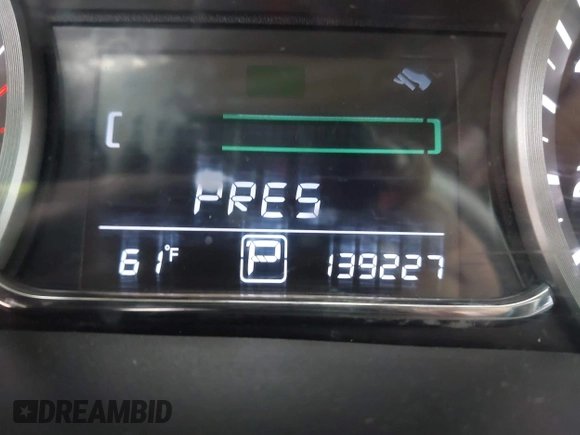 PRES
61°F P 139227
DREAMBID